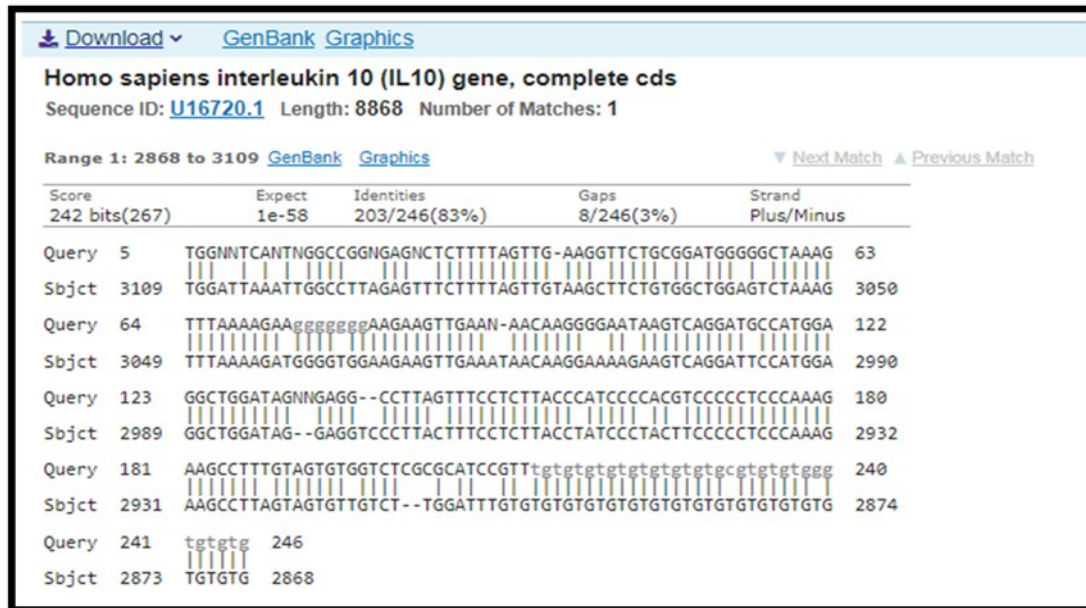 Download GenBank Graphics
Homo sapiens interleukin 10 (IL10) gene, complete cds
Sequence ID: U16720.1 Length: 8868 Number of Matches: 1
Range 1: 2868 to 3109 GenBank Graphics Next Match Previous Match
Score Expect Identities Gaps Strand
242 bits(267) 1e-58 203/246(83%) 8/246(3%) Plus/Minus
Query 5 TGGNNTCANTNGGCCGGNGAGNCTCTTTTAGTTG-AAGGTTCTGCGGATGGGGGCTAAAG 63
Sbjct 3109 TGGATTAAATTGGCCTTAGAGTTTCTTTTAGTTGTAAGCTTCTGTGGCTGGAGTCTAAAG 3050
Query 64 TTTAAAAGAAgggggggAAGAAGTTGAAN-AACAAGGGGAATAAGTCAGGATGCCATGGA 122
Sbjct 3049 TTTAAAAGATGGGGTGGAAGAAGTTGAAATAACAAGGAAAAGAAGTCAGGATTCCATGGA 2990
Query 123 GGCTGGATAGNNGAGG--CCTTAGTTTCCTCTTACCCATCCCCACGTCCCCCTCCCAAAG 180
Sbjct 2989 GGCTGGATAG--GAGGTCCCTTACTTTCCTCTTACCTATCCCTACTTCCCCCTCCCAAAG 2932
Query 181 AAGCCTTTGTAGTGTGGTCTCGCGCATCCGTTtgtgtgtgtgtgtgtgtgcgtgtgtggg 240
Sbjct 2931 AAGCCTTAGTAGTGTTGTCT--TGGATTTGTGTGTGTGTGTGTGTGTGTGTGTGTGTGTG 2874
Query 241 tgtgtg 246
Sbjct 2873 TGTGTG 2868